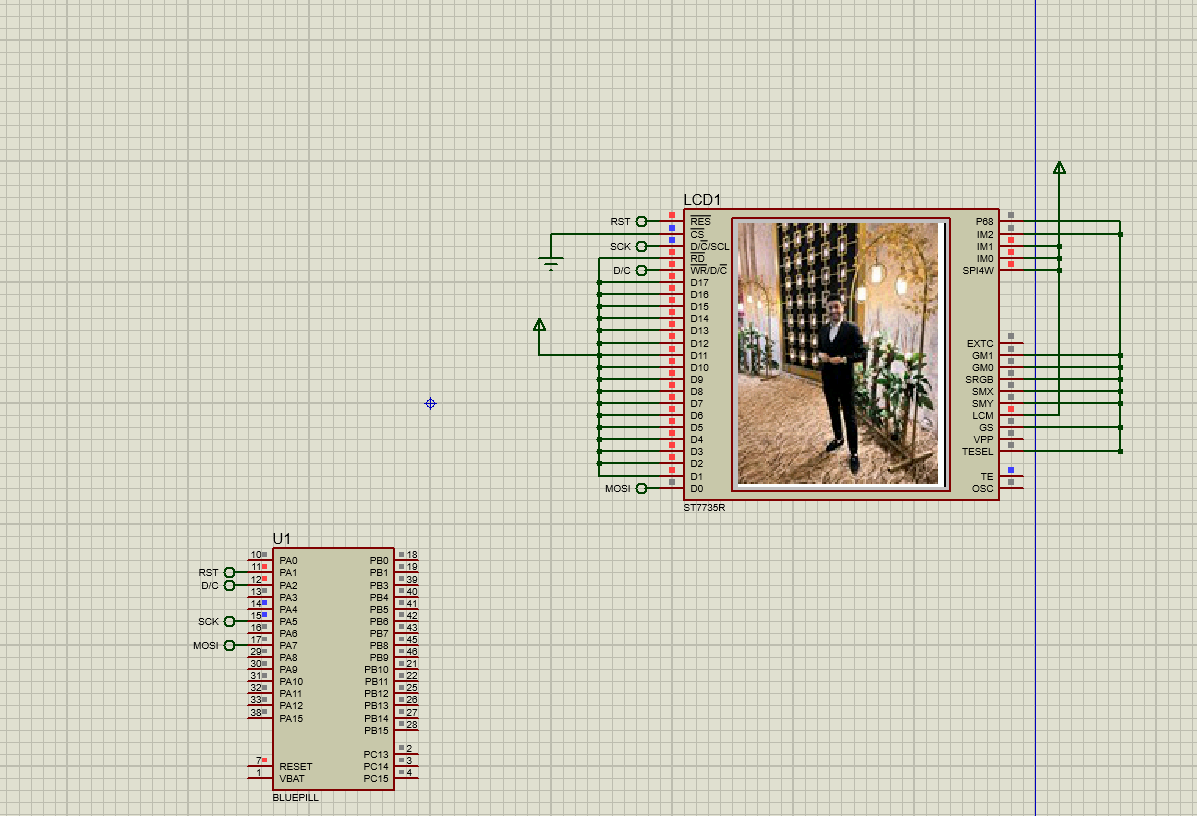 LCD1
RST RES P68
CS IM2
SCK D/C/SCL IM1
RD IM0
D/C WR/D/C SPI4W
D17
D16
D15
D14
D13
D12 EXTC
D11 GM1
D10 GM0
D9 SRGB
D8 SMX
D7 SMY
D6 LCM
D5 GS
D4 VPP
D3 TESEL
D2
D1 TE
MOSI D0 OSC
ST7735R
U1
10 PA0 PB0 18
RST 11 PA1 PB1 19
D/C 12 PA2 PB3 39
13 PA3 PB4 40
14 PA4 PB5 41
SCK 15 PA5 PB6 42
16 PA6 PB7 43
MOSI 17 PA7 PB8 45
29 PA8 PB9 46
30 PA9 PB10 21
31 PA10 PB11 22
32 PA11 PB12 25
33 PA12 PB13 26
38 PA15 PB14 27
PB15 28
PC13 2
7 RESET PC14 3
1 VBAT PC15 4
BLUEPILL